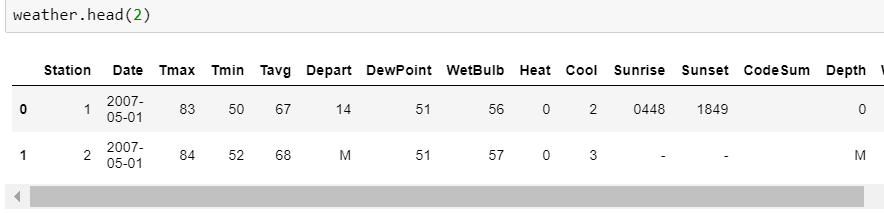 weather.head(2)
Station Date Tmax Tmin Tavg Depart DewPoint WetBulb Heat Cool Sunrise Sunset CodeSum Depth
0 1 2007-05-01 83 50 67 14 51 56 0 2 0448 1849 0
1 2 2007-05-01 84 52 68 M 51 57 0 3 - - M